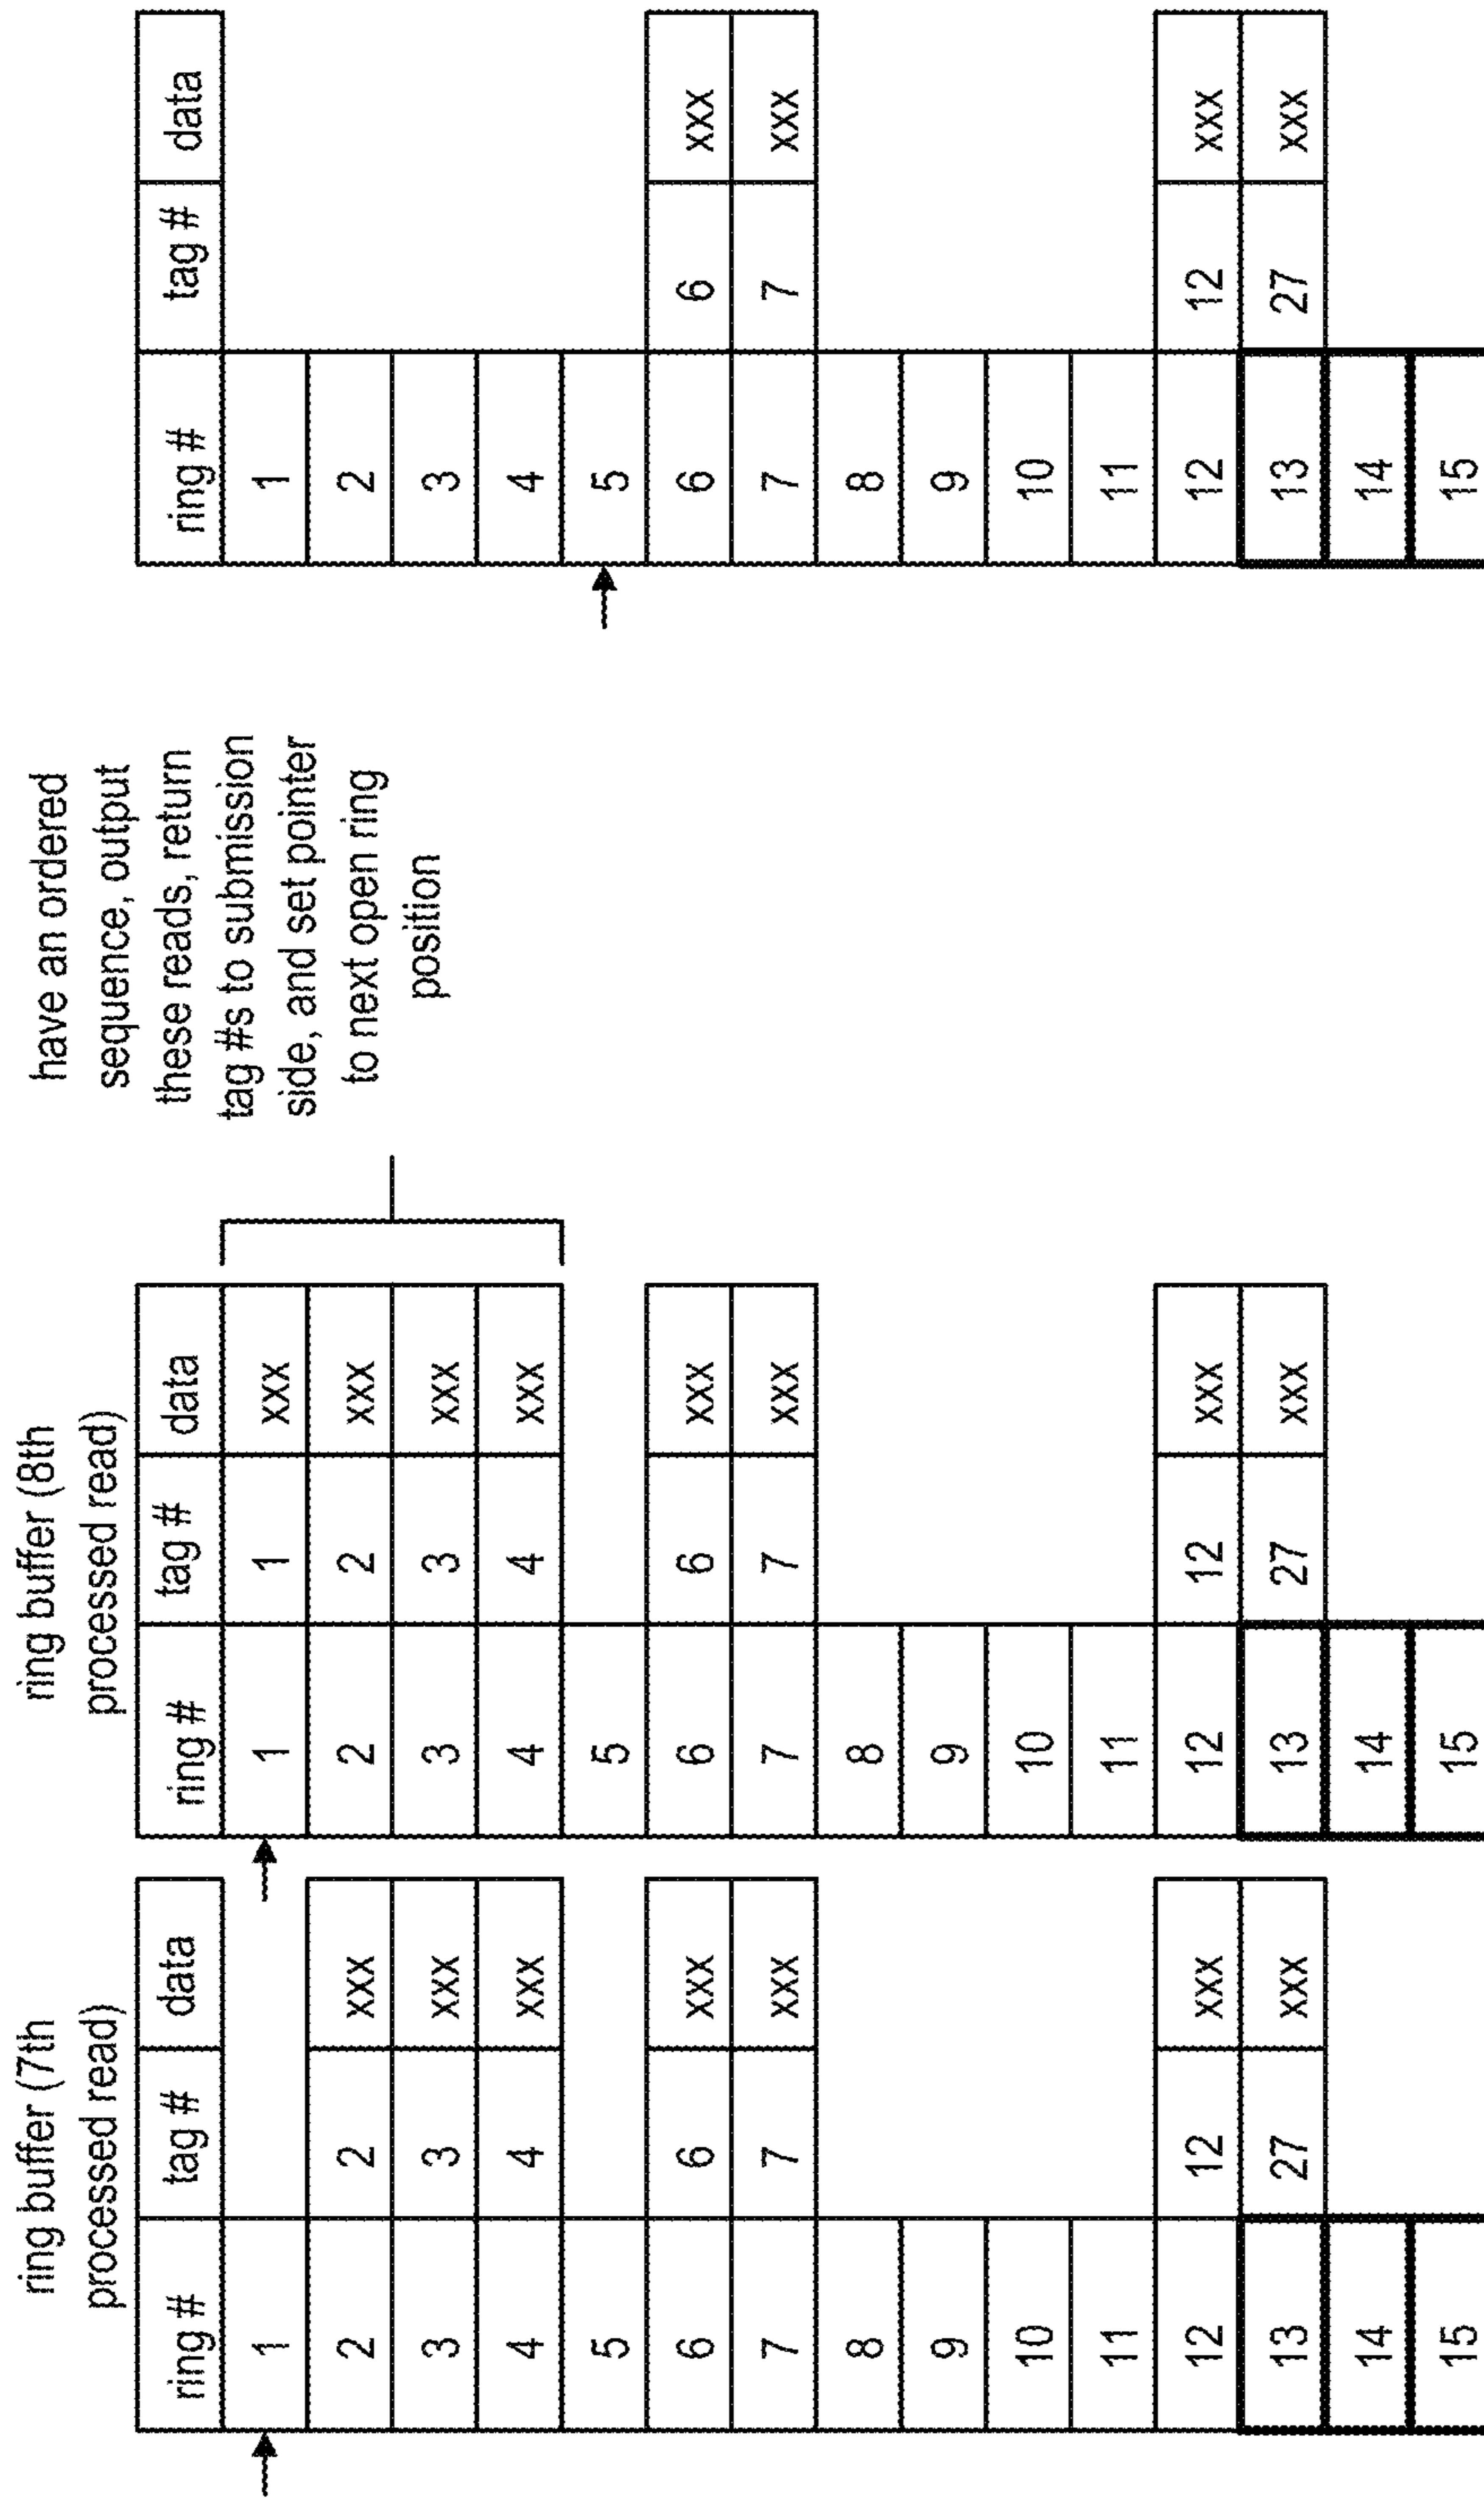 ring buffer (7th
processed read)
ring # tag # data
1
2 2 xxx
3 3 xxx
4 4 xxx
5
6 6 xxx
7 7 xxx
8
9
10
11
12 12 xxx
13 27 xxx
14
15
ring buffer (8th
processed read)
ring # tag # data
1 1 xxx
2 2 xxx
3 3 xxx
4 4 xxx
5
6 6 xxx
7 7 xxx
8
9
10
11
12 12 xxx
13 27 xxx
14
15
have an ordered
sequence, output
these reads, return
tag #s to submission
side, and set pointer
to next open ring
position
ring # tag # data
1
2
3
4
5
6 6 xxx
7 7 xxx
8
9
10
11
12 12 xxx
13 27 xxx
14
15